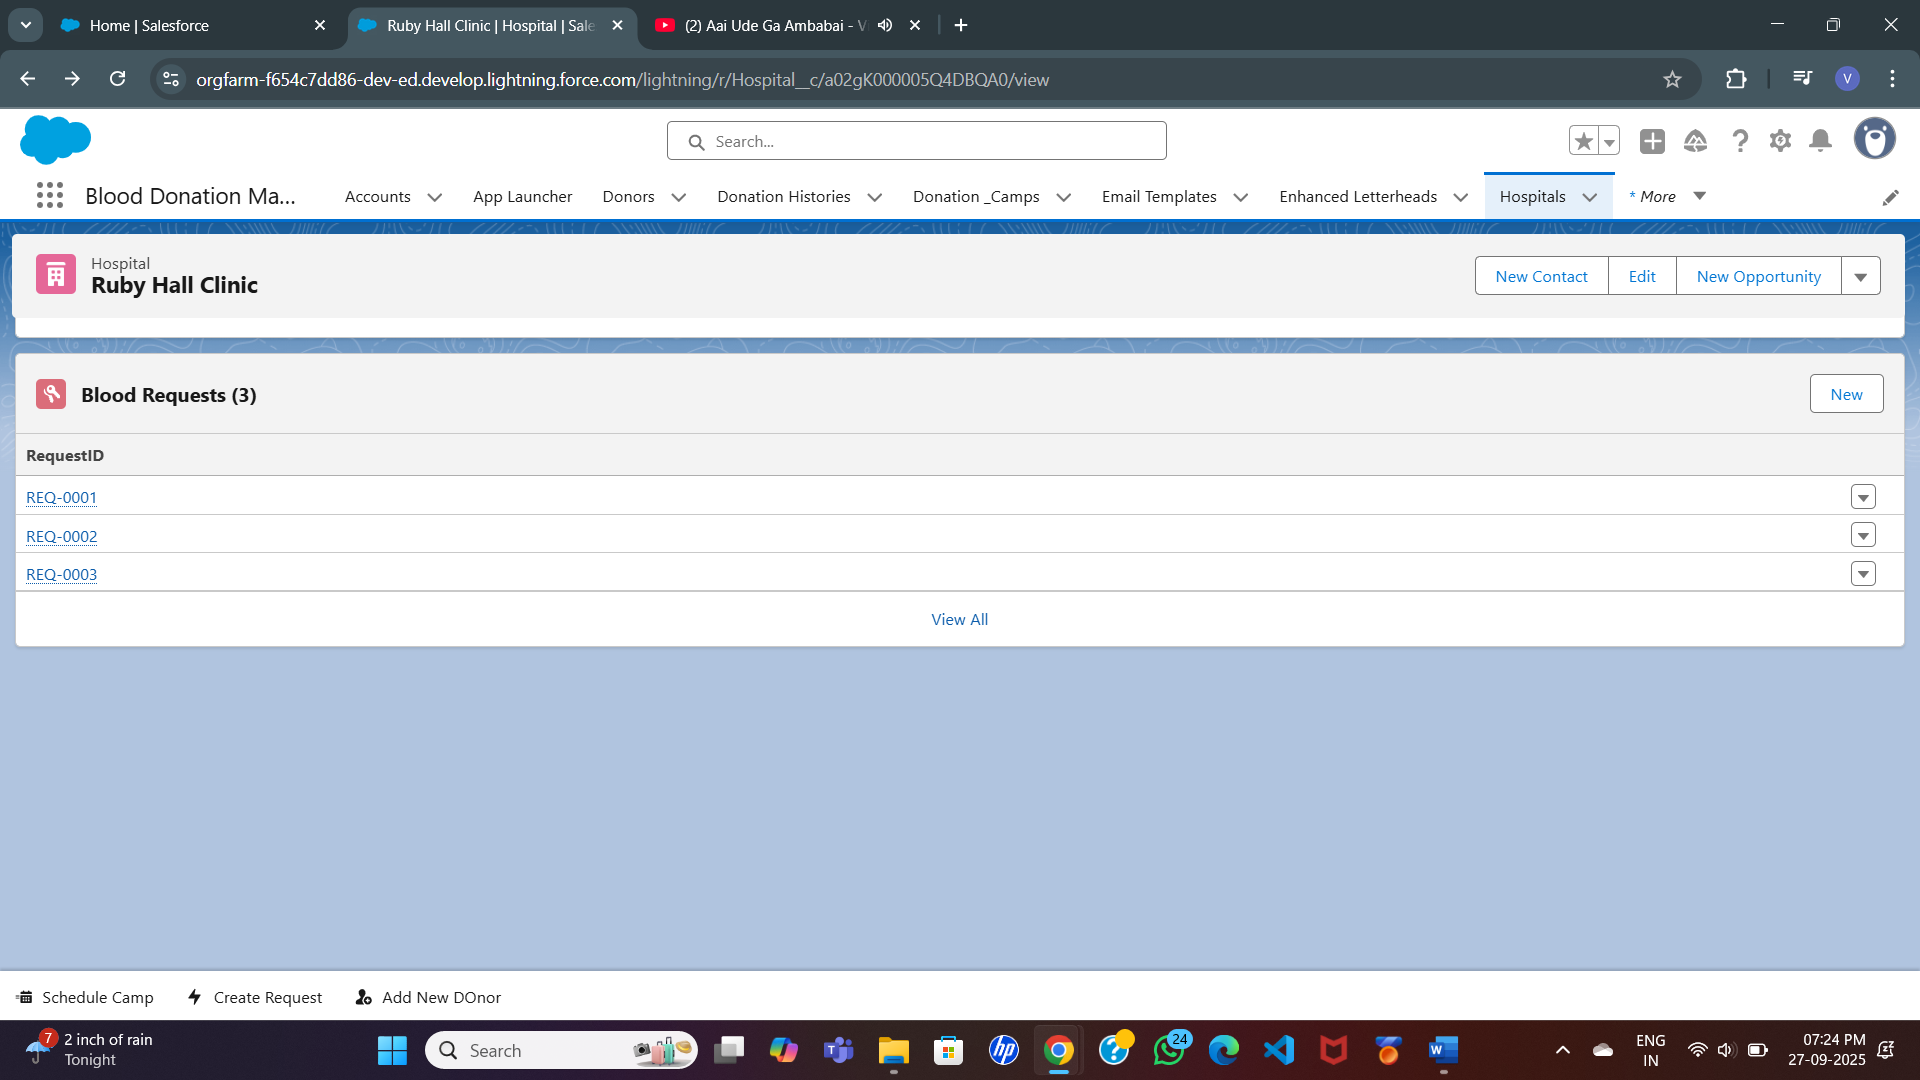 Home | Salesforce
Ruby Hall Clinic | Hospital | Sale
(2) Aai Ude Ga Ambabai - V
orgfarm-f654c7dd86-dev-ed.develop.lightning.force.com/lightning/r/Hospital__c/a02gK000005Q4DBQA0/view
V
Search...
Blood Donation Ma...
Accounts
App Launcher
Donors
Donation Histories
Donation _Camps
Email Templates
Enhanced Letterheads
Hospitals
* More
Hospital
Ruby Hall Clinic
New Contact
Edit
New Opportunity
Blood Requests (3)
New
RequestID
REQ-0001
REQ-0002
REQ-0003
View All
Schedule Camp
Create Request
Add New DOnor
7
2 inch of rain
Tonight
Search
24
ENG
IN
07:24 PM
27-09-2025